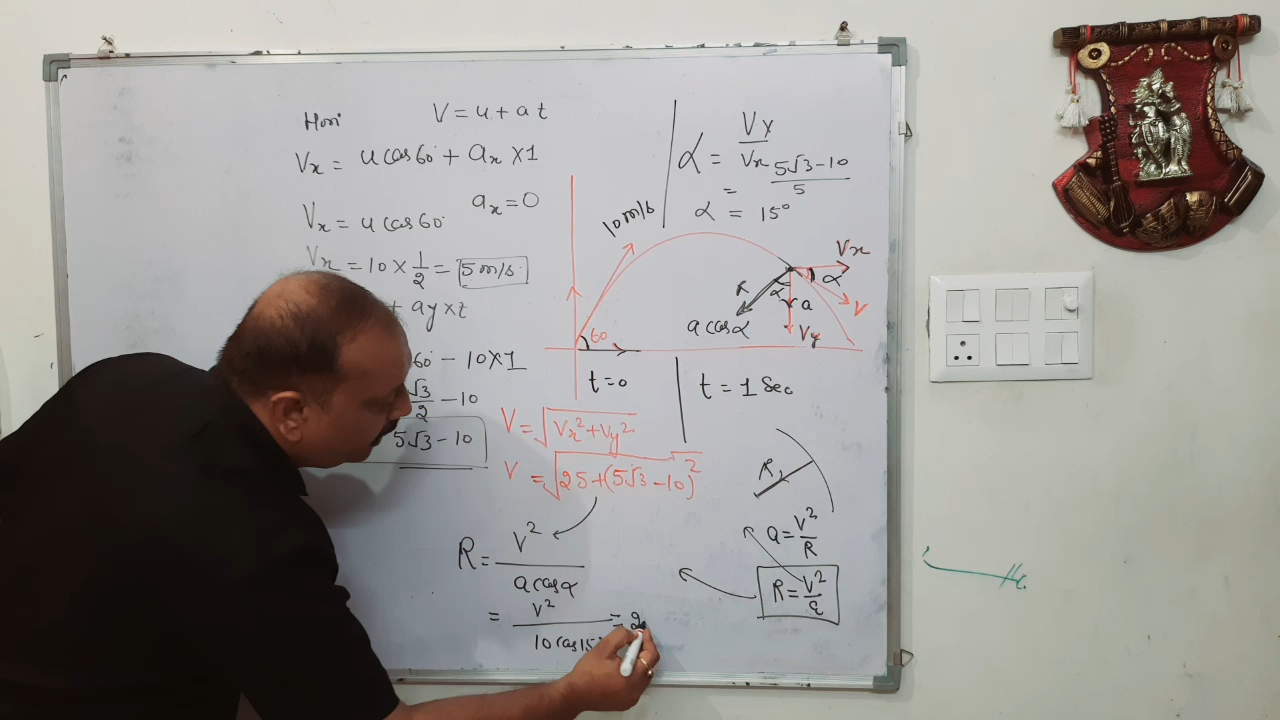 Hori V = u + at
Vx = u cos 60° + ax × 1
ax = 0
Vx = u cos 60°
Vx = 10 × 1/2 = 5 m/s
+ ay × t
60° - 10 × 1
√3/2 - 10
5√3 - 10
α = Vy/Vx
= 5√3 - 10/5
α = 15°
10 m/s
60
Vx
α
V
α
a
Vy
R
a cos α
t = 0
t = 1 Sec
V = √Vx² + Vy²
V = √25 + (5√3 - 10)²
R = V²/a cos α
= V²/10 cos 15 = 2
R
a = V²/R
R = V²/a